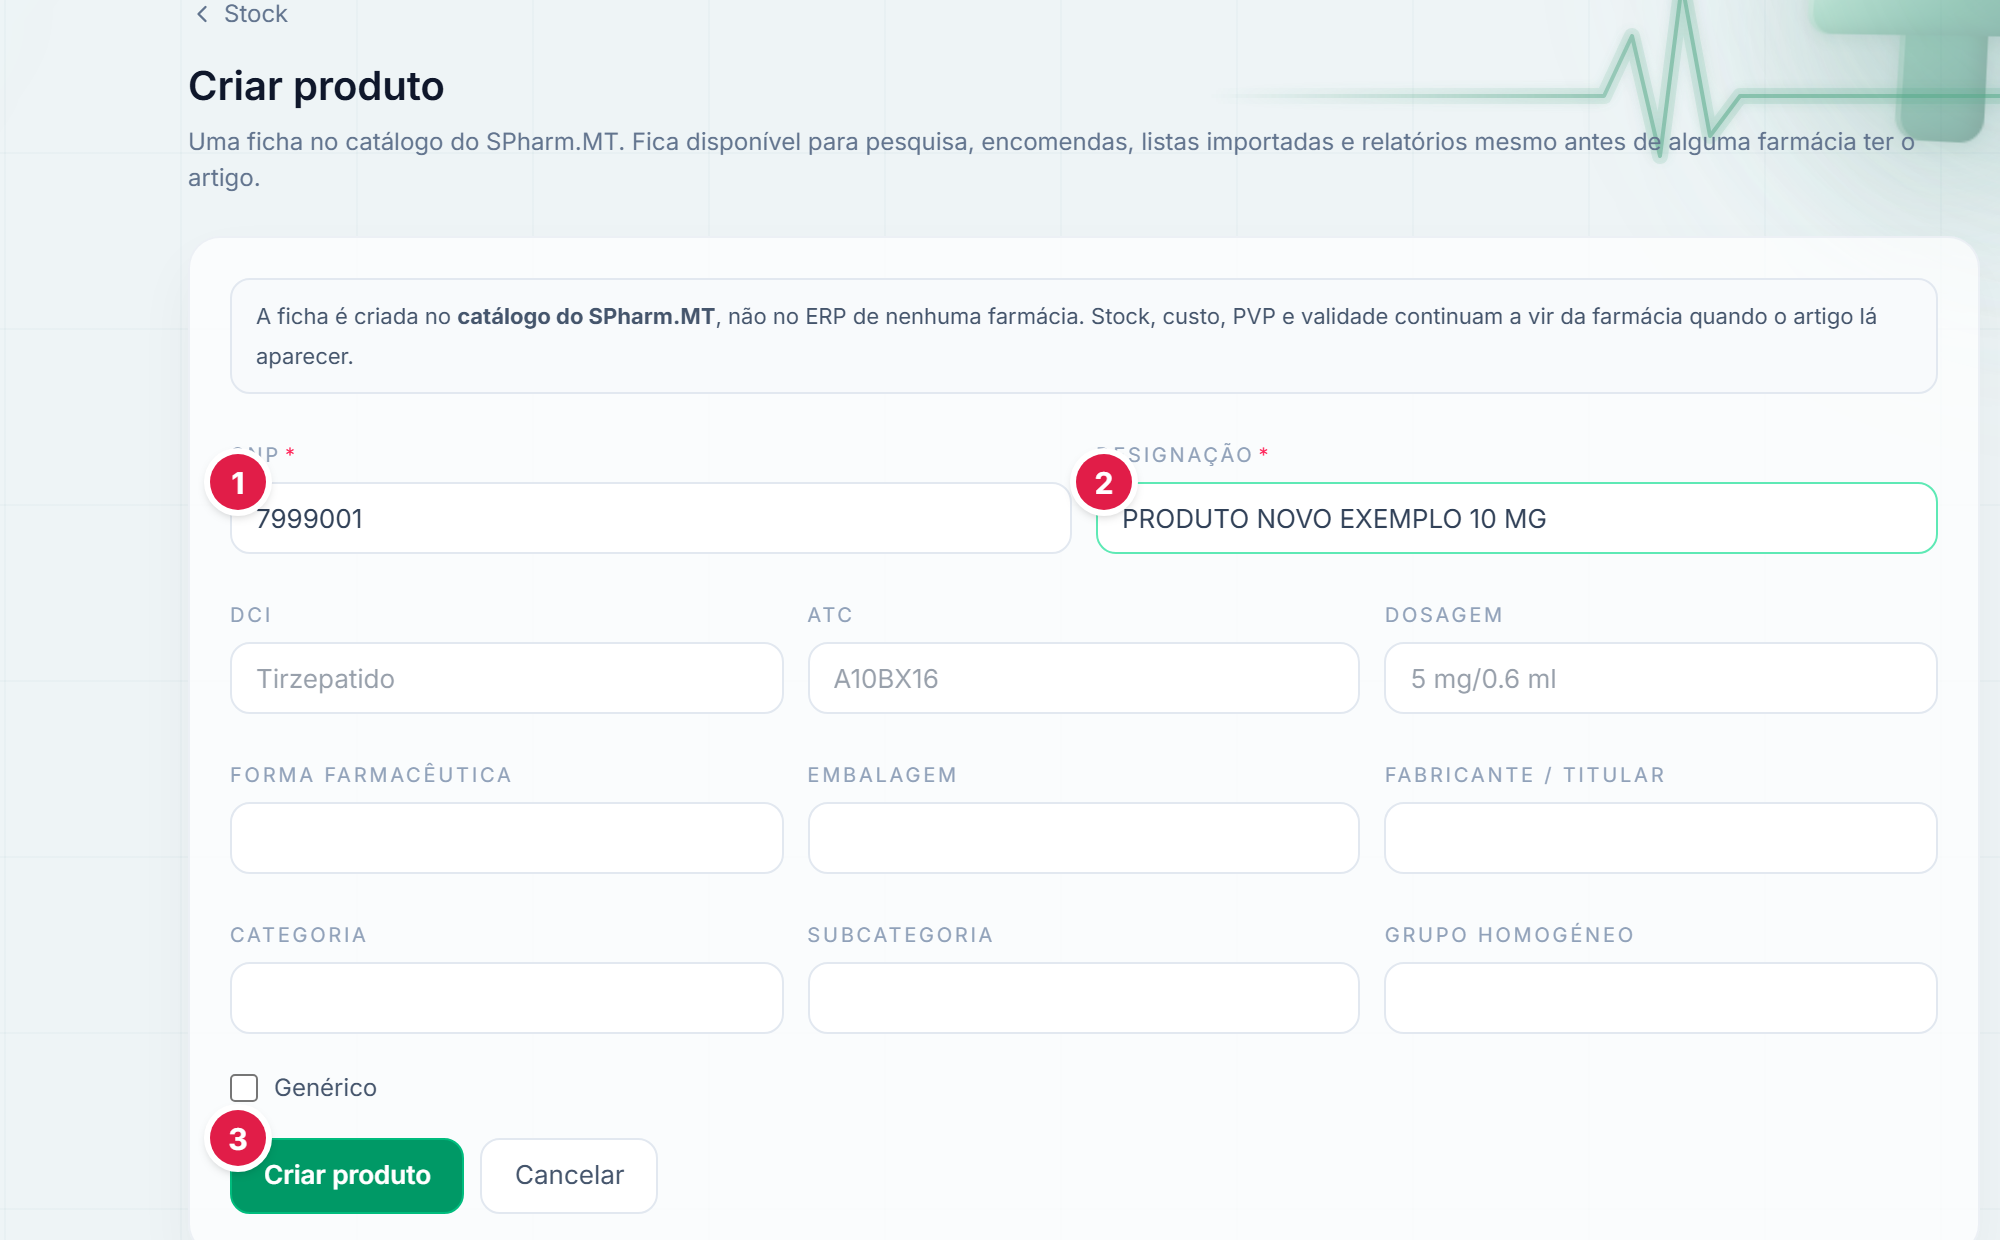 Stock
Criar produto
Uma ficha no catálogo do SPharm.MT. Fica disponível para pesquisa, encomendas, listas importadas e relatórios mesmo antes de alguma farmácia ter o
artigo.
A ficha é criada no catálogo do SPharm.MT, não no ERP de nenhuma farmácia. Stock, custo, PVP e validade continuam a vir da farmácia quando o artigo lá
aparecer.
CNP * DESIGNAÇÃO *
1 2
7999001 PRODUTO NOVO EXEMPLO 10 MG
DCI ATC DOSAGEM
Tirzepatido A10BX16 5 mg/0.6 ml
FORMA FARMACÊUTICA EMBALAGEM FABRICANTE / TITULAR
CATEGORIA SUBCATEGORIA GRUPO HOMOGÉNEO
Genérico
3
Criar produto Cancelar